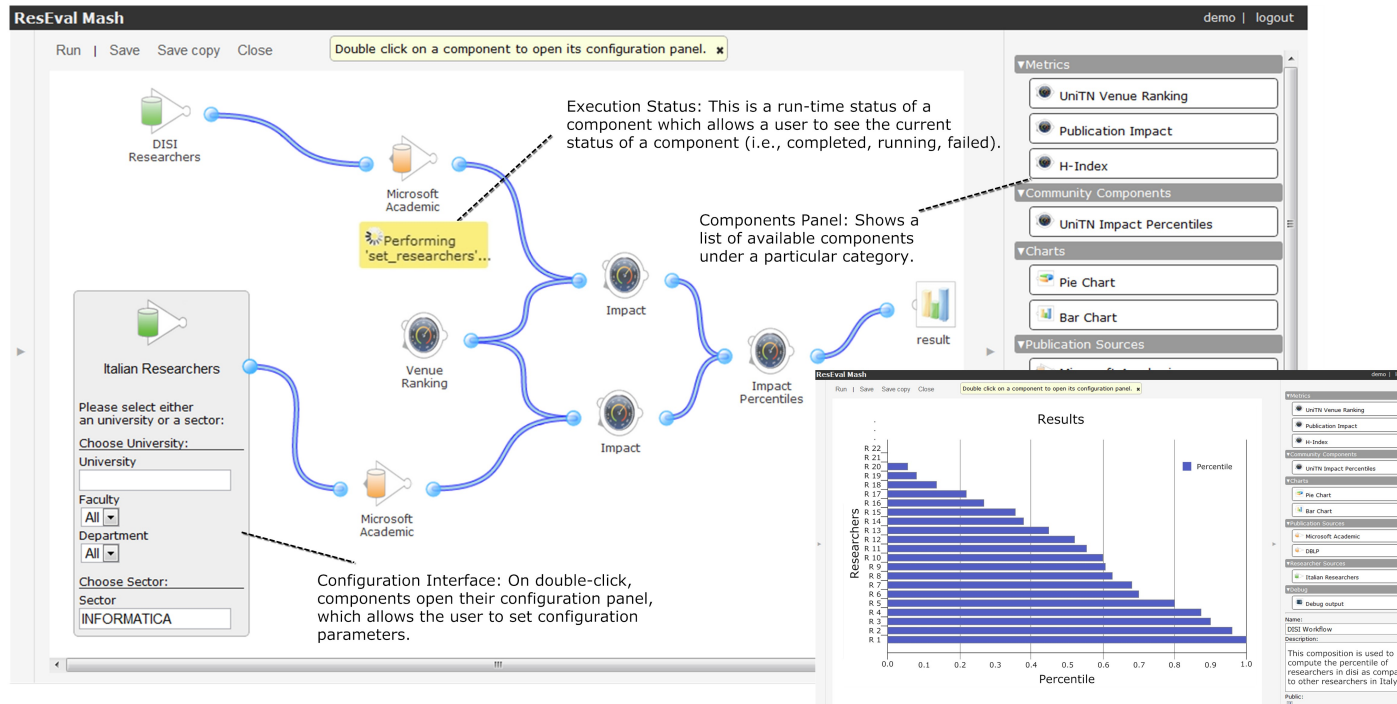 ResEval Mash
demo | logout
Run | Save Save copy Close
Double click on a component to open its configuration panel. ×
DISI
Researchers
Microsoft
Academic
Performing
'set_researchers'...
Execution Status: This is a run-time status of a
component which allows a user to see the current
status of a component (i.e., completed, running, failed).
Components Panel: Shows a
list of available components
under a particular category.
Impact
Venue
Ranking
Impact
Impact
Percentiles
result
Microsoft
Academic
Italian Researchers
Please select either
an university or a sector:
Choose University:
University
Faculty
All
Department
All
Choose Sector:
Sector
INFORMATICA
Configuration Interface: On double-click,
components open their configuration panel,
which allows the user to set configuration
parameters.
▼Metrics
UniTN Venue Ranking
Publication Impact
H-Index
▼Community Components
UniTN Impact Percentiles
▼Charts
Pie Chart
Bar Chart
▼Publication Sources
ResEval Mash
demo |
Run | Save Save copy Close
Double click on a component to open its configuration panel. ×
Results
Percentile
R 22
R 21
R 20
R 19
R 18
R 17
R 16
R 15
R 14
R 13
R 12
R 11
R 10
R 9
R 8
R 7
R 6
R 5
R 4
R 3
R 2
R 1
Researchers
0.0 0.1 0.2 0.3 0.4 0.5 0.6 0.7 0.8 0.9 1.0
Percentile
▼Metrics
UniTN Venue Ranking
Publication Impact
H-Index
▼Community Components
UniTN Impact Percentiles
▼Charts
Pie Chart
Bar Chart
▼Publication Sources
Microsoft Academic
DBLP
▼Researcher Sources
Italian Researchers
▼Debug
Debug output
Name:
DISI Workflow
Description:
This composition is used to
compute the percentile of
researchers in disi as compa
to other researchers in Italy
Public: